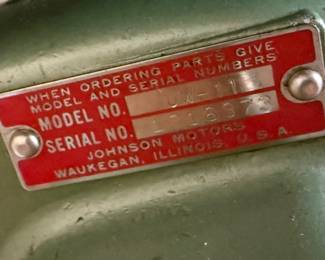 WHEN ORDERING PARTS GIVE
MODEL AND SERIAL NUMBERS
MODEL NO.
SERIAL NO.
JOHNSON MOTORS
WAUKEGAN, ILLINOIS, U.S.A.